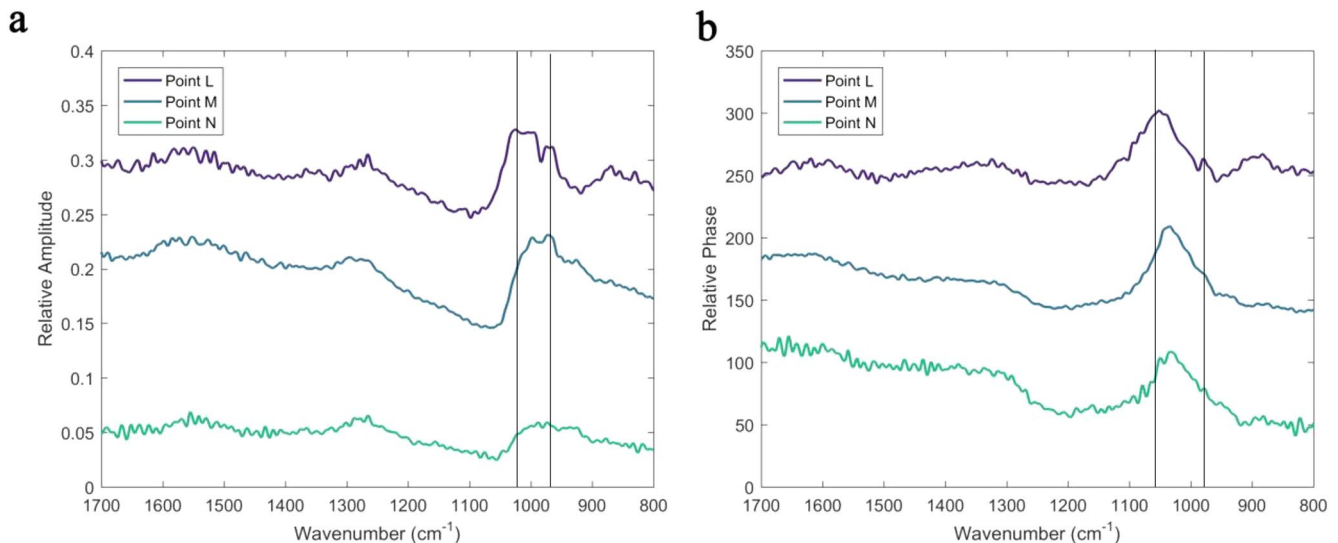 a
0.4
0.35
0.3
0.25
0.2
0.15
0.1
0.05
0
Relative Amplitude
Point L
Point M
Point N
1700 1600 1500 1400 1300 1200 1100 1000 900 800
Wavenumber (cm-1)
b
350
300
250
200
150
100
50
0
Relative Phase
Point L
Point M
Point N
1700 1600 1500 1400 1300 1200 1100 1000 900 800
Wavenumber (cm-1)